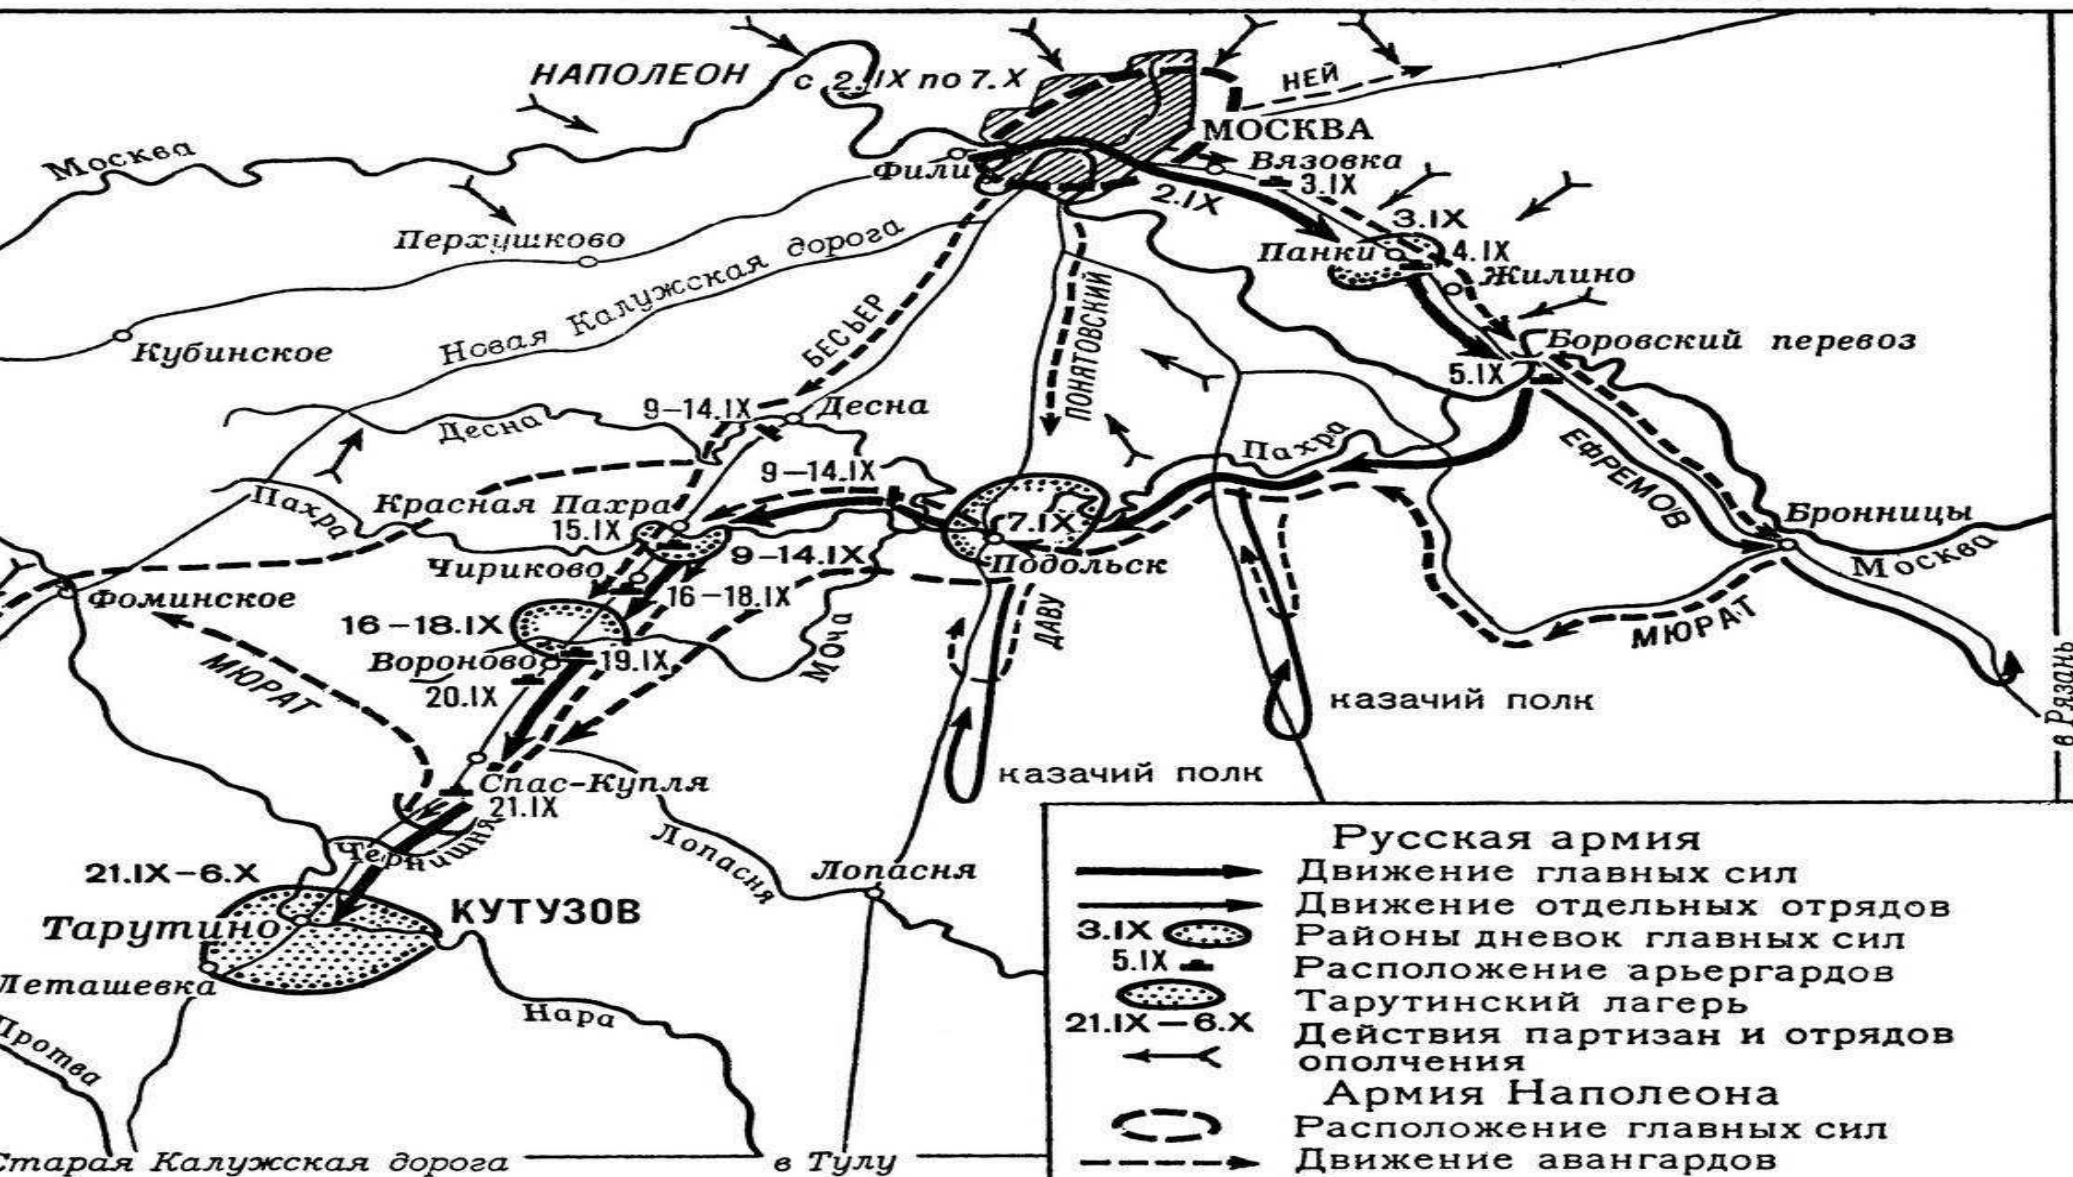 НАПОЛЕОН
с 2.IX по 7.X
НЕЙ
МОСКВА
Москва
Вязовка
Фили
3.IX
2.IX
3.IX
Перхушково
Панки
4.IX
Жилино
Новая Калужская дорога
Кубинское
БЕСЬЕР
ПОНЯТОВСКИЙ
Боровский перевоз
5.IX
9–14.IX
Десна
Десна
Пахра
ЕФРЕМОВ
9–14.IX
Пахра
Красная Пахра
15.IX
7.IX
Бронницы
9–14.IX
Подольск
Москва
Чириково
16–18.IX
Фоминское
ДАВУ
МЮРАТ
16–18.IX
Моча
Вороново
19.IX
МЮРАТ
20.IX
казачий полк
в Рязань
казачий полк
Спас-Купля
21.IX
Чернишня
Лопасня
Лопасня
21.IX–6.X
КУТУЗОВ
Тарутино
Леташевка
Нара
Протва
Старая Калужская дорога
в Тулу
Русская армия
Движение главных сил
Движение отдельных отрядов
3.IX Районы дневок главных сил
5.IX Расположение арьергардов
Тарутинский лагерь
21.IX–6.X
Действия партизан и отрядов
ополчения
Армия Наполеона
Расположение главных сил
Движение авангардов